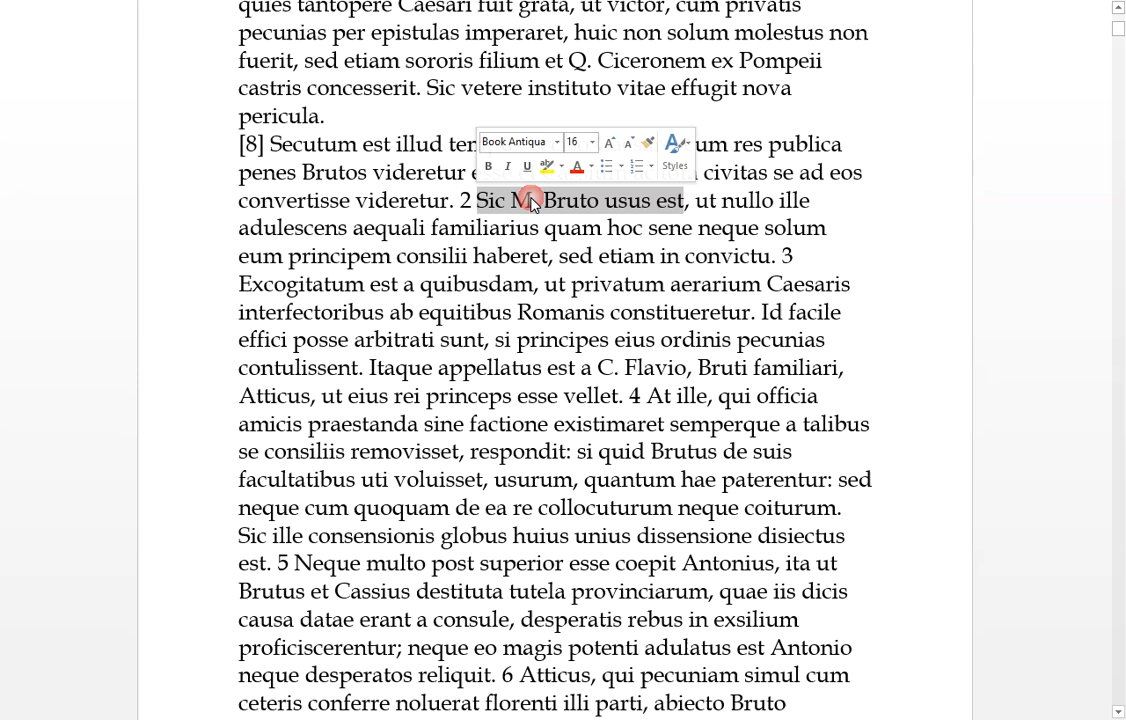 quies tantopere Caesari fuit grata, ut victor, cum privatis
pecunias per epistulas imperaret, huic non solum molestus non
fuerit, sed etiam sororis filium et Q. Ciceronem ex Pompeii
castris concesserit. Sic vetere instituto vitae effugit nova
pericula.
[8] Secutum est illud um res publica
Book Antiqua 16
penes Brutos videretur civitas se ad eos
B I U ab A Styles
convertisse videretur. 2 Sic M. Bruto usus est, ut nullo ille
adulescens aequali familiarius quam hoc sene neque solum
eum principem consilii haberet, sed etiam in convictu. 3
Excogitatum est a quibusdam, ut privatum aerarium Caesaris
interfectoribus ab equitibus Romanis constitueretur. Id facile
effici posse arbitrati sunt, si principes eius ordinis pecunias
contulissent. Itaque appellatus est a C. Flavio, Bruti familiari,
Atticus, ut eius rei princeps esse vellet. 4 At ille, qui officia
amicis praestanda sine factione existimaret semperque a talibus
se consiliis removisset, respondit: si quid Brutus de suis
facultatibus uti voluisset, usurum, quantum hae paterentur: sed
neque cum quoquam de ea re collocuturum neque coiturum.
Sic ille consensionis globus huius unius dissensione disiectus
est. 5 Neque multo post superior esse coepit Antonius, ita ut
Brutus et Cassius destituta tutela provinciarum, quae iis dicis
causa datae erant a consule, desperatis rebus in exsilium
proficiscerentur; neque eo magis potenti adulatus est Antonio
neque desperatos reliquit. 6 Atticus, qui pecuniam simul cum
ceteris conferre noluerat florenti illi parti, abiecto Bruto